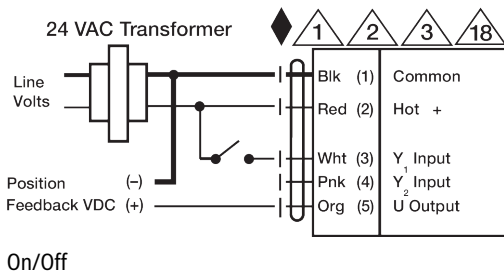 24 VAC Transformer
1 2 3 18
Line
Volts
Blk (1) Common
Red (2) Hot +
Wht (3) Y1 Input
Pnk (4) Y2 Input
Org (5) U Output
Position (–)
Feedback VDC (+)
On/Off